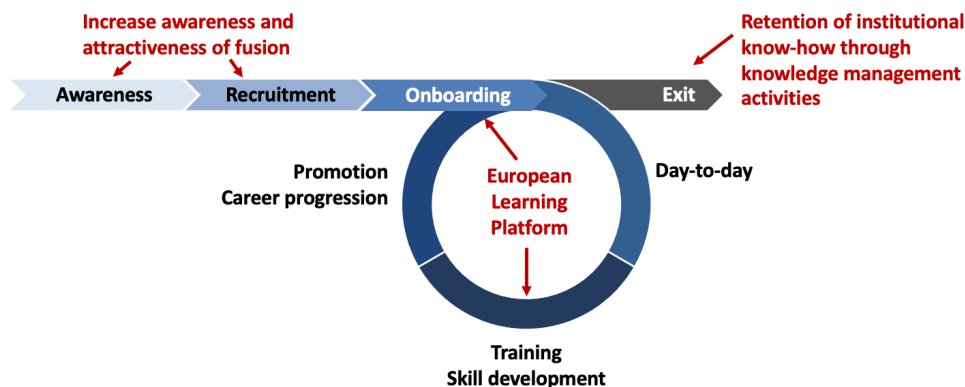 Increase awareness and
attractiveness of fusion
Retention of institutional
know-how through
knowledge management
activities
Awareness
Recruitment
Onboarding
Exit
Promotion
Career progression
European
Learning
Platform
Day-to-day
Training
Skill development